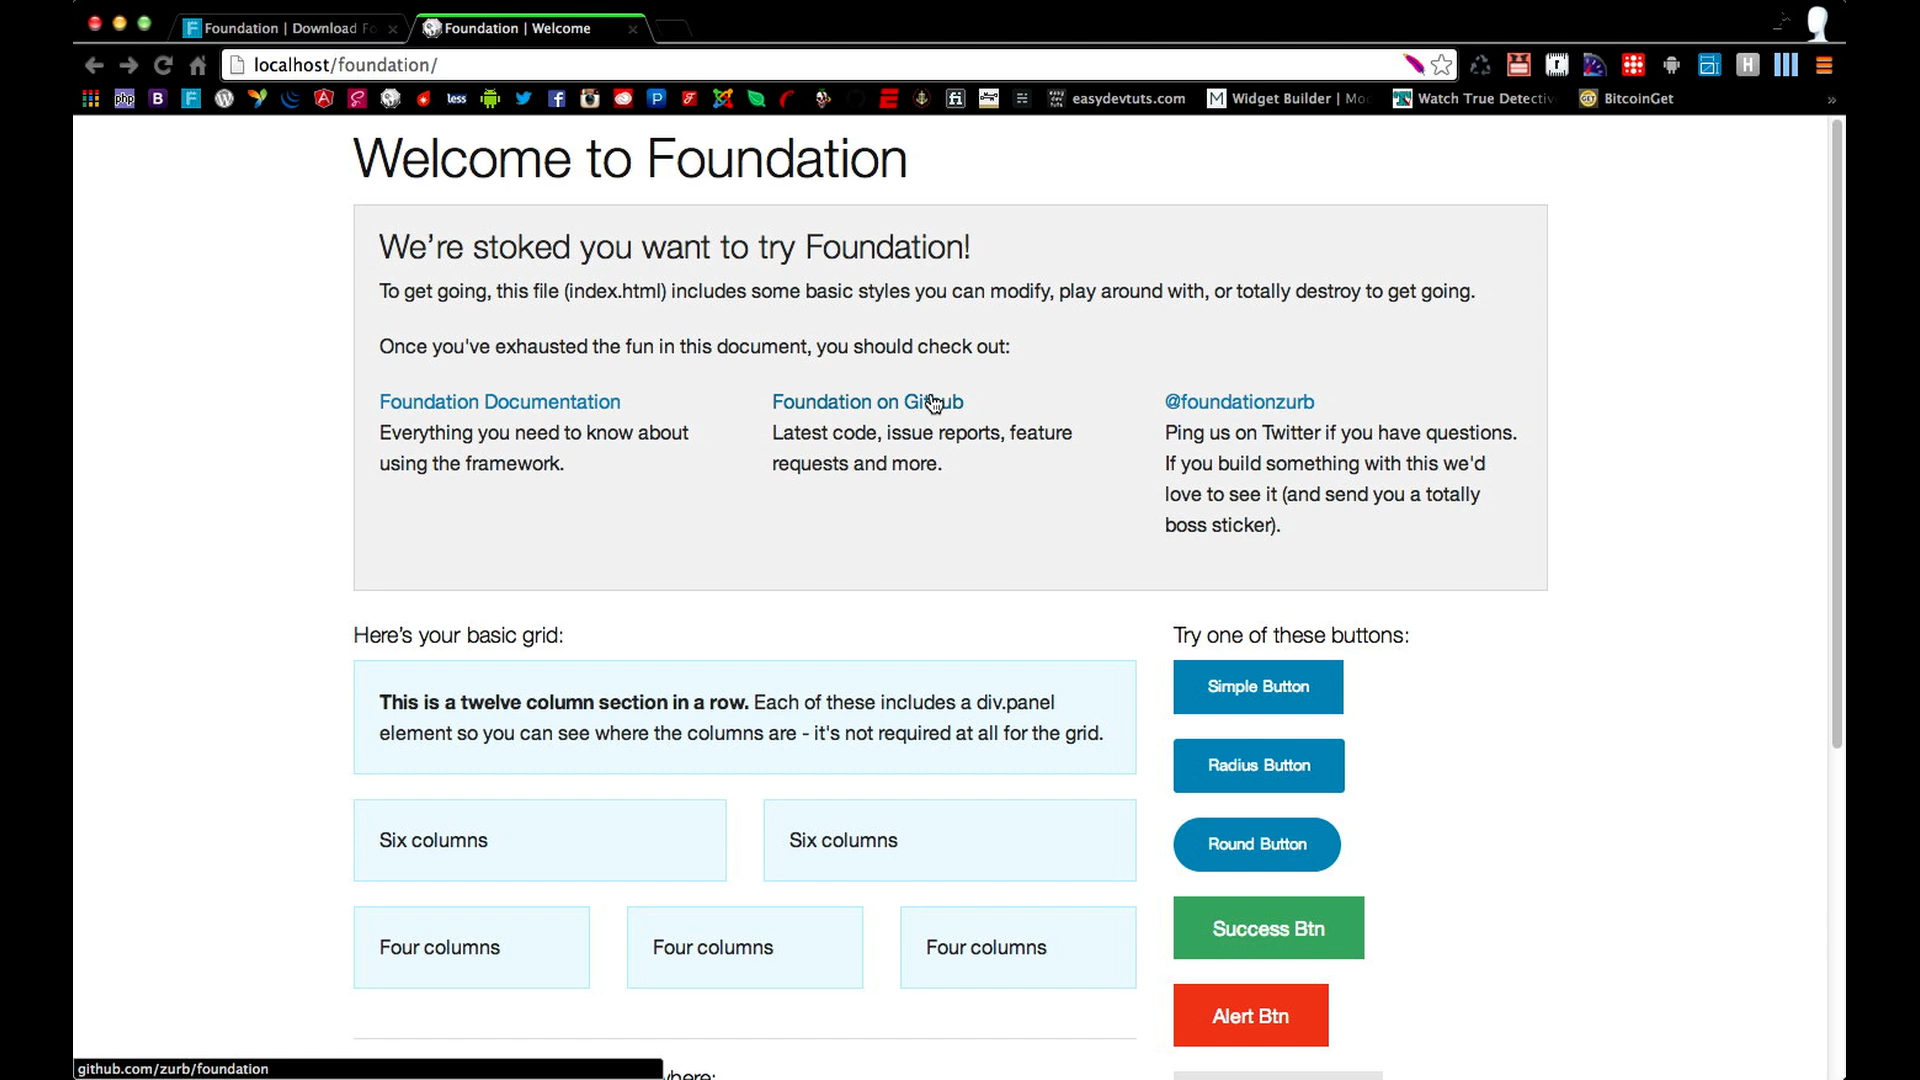 Foundation | Download Fo
Foundation | Welcome
localhost/foundation/
php
B
F
less
easydevtuts.com
M Widget Builder | Mo
Watch True Detectiv
BitcoinGet
Welcome to Foundation
We’re stoked you want to try Foundation!
To get going, this file (index.html) includes some basic styles you can modify, play around with, or totally destroy to get going.
Once you've exhausted the fun in this document, you should check out:
Foundation Documentation
Everything you need to know about
using the framework.
Foundation on Github
Latest code, issue reports, feature
requests and more.
@foundationzurb
Ping us on Twitter if you have questions.
If you build something with this we'd
love to see it (and send you a totally
boss sticker).
Here’s your basic grid:
This is a twelve column section in a row. Each of these includes a div.panel
element so you can see where the columns are - it's not required at all for the grid.
Six columns
Six columns
Four columns
Four columns
Four columns
Try one of these buttons:
Simple Button
Radius Button
Round Button
Success Btn
Alert Btn
github.com/zurb/foundation